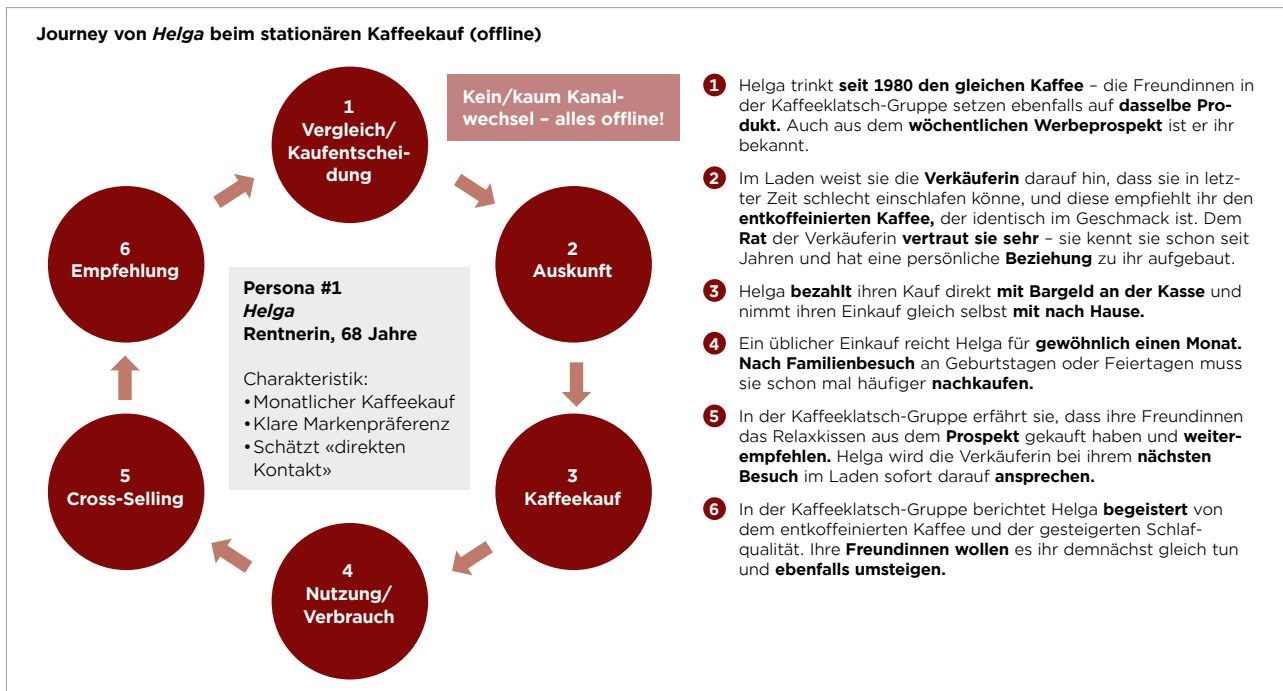 Journey von Helga beim stationären Kaffeekauf (offline)
1
Vergleich/
Kaufentschei-
dung
Kein/kaum Kanal-
wechsel – alles offline!
2
Auskunft
3
Kaffeekauf
4
Nutzung/
Verbrauch
5
Cross-Selling
6
Empfehlung
Persona #1
Helga
Rentnerin, 68 Jahre
Charakteristik:
•Monatlicher Kaffeekauf
•Klare Markenpräferenz
•Schätzt «direkten
Kontakt»
1 Helga trinkt seit 1980 den gleichen Kaffee – die Freundinnen in
der Kaffeeklatsch-Gruppe setzen ebenfalls auf dasselbe Pro-
dukt. Auch aus dem wöchentlichen Werbeprospekt ist er ihr
bekannt.
2 Im Laden weist sie die Verkäuferin darauf hin, dass sie in letz-
ter Zeit schlecht einschlafen könne, und diese empfiehlt ihr den
entkoffeinierten Kaffee, der identisch im Geschmack ist. Dem
Rat der Verkäuferin vertraut sie sehr – sie kennt sie schon seit
Jahren und hat eine persönliche Beziehung zu ihr aufgebaut.
3 Helga bezahlt ihren Kauf direkt mit Bargeld an der Kasse und
nimmt ihren Einkauf gleich selbst mit nach Hause.
4 Ein üblicher Einkauf reicht Helga für gewöhnlich einen Monat.
Nach Familienbesuch an Geburtstagen oder Feiertagen muss
sie schon mal häufiger nachkaufen.
5 In der Kaffeeklatsch-Gruppe erfährt sie, dass ihre Freundinnen
das Relaxkissen aus dem Prospekt gekauft haben und weiter-
empfehlen. Helga wird die Verkäuferin bei ihrem nächsten
Besuch im Laden sofort darauf ansprechen.
6 In der Kaffeeklatsch-Gruppe berichtet Helga begeistert von
dem entkoffeinierten Kaffee und der gesteigerten Schlaf-
qualität. Ihre Freundinnen wollen es ihr demnächst gleich tun
und ebenfalls umsteigen.